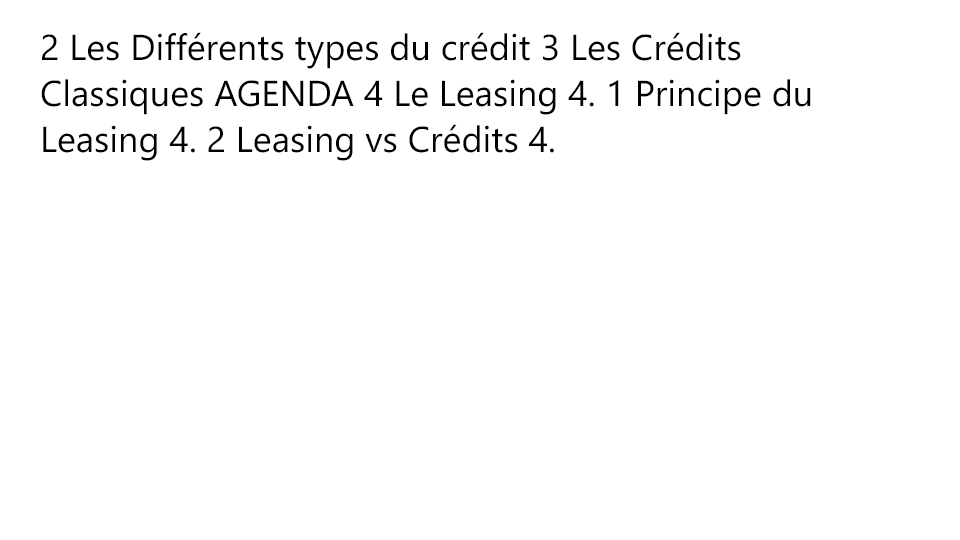 2 Les Différents types du crédit 3 Les Crédits
Classiques AGENDA 4 Le Leasing 4. 1 Principe du
Leasing 4. 2 Leasing vs Crédits 4.